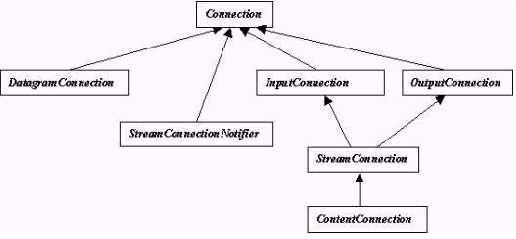 Connection
DatagramConnection
InputConnection
OutputConnection
StreamConnectionNotifier
StreamConnection
ContentConnection